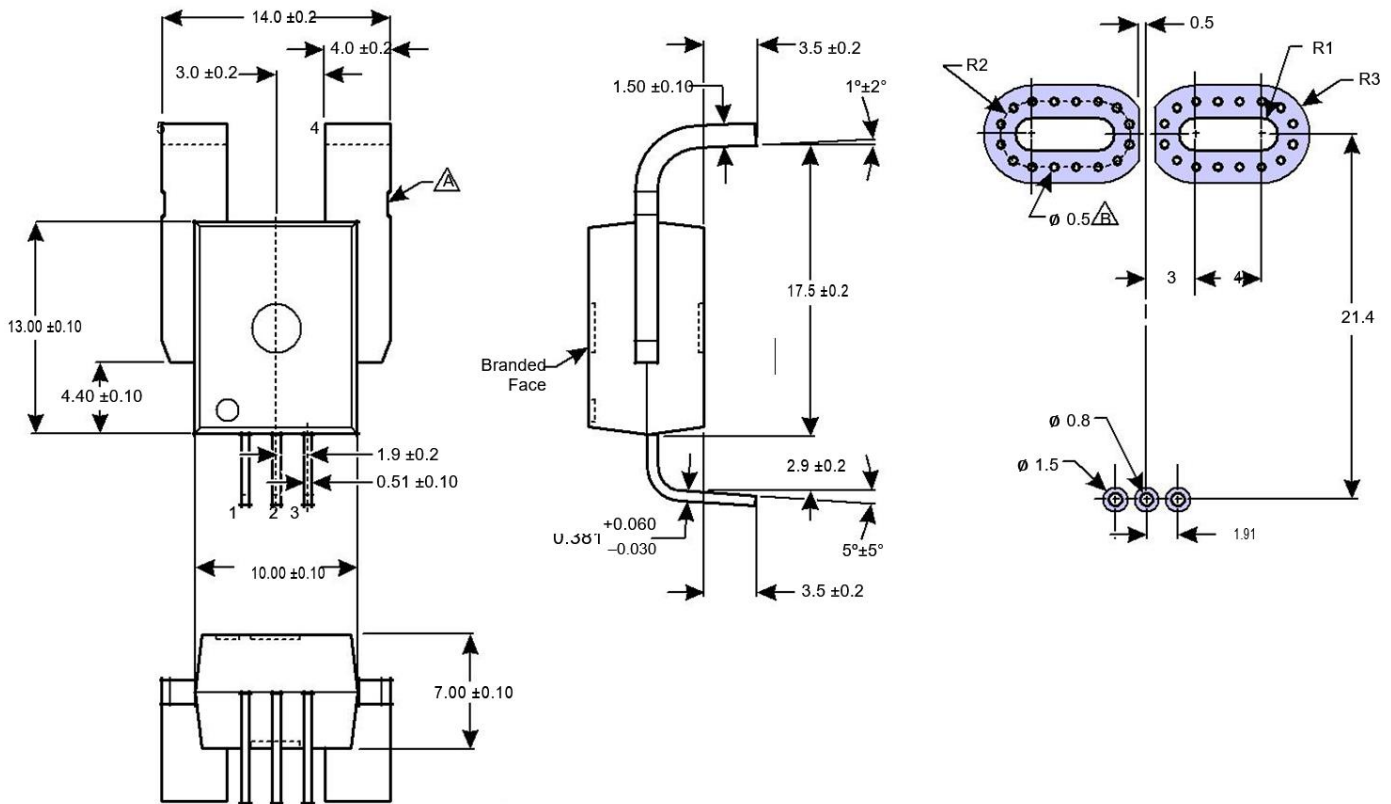 14.0 ±0.2
4.0 ±0.2
3.0 ±0.2
5
4
A
13.00 ±0.10
4.40 ±0.10
1.9 ±0.2
0.51 ±0.10
1
2
3
10.00 ±0.10
7.00 ±0.10
3.5 ±0.2
1.50 ±0.10
1°±2°
17.5 ±0.2
Branded
Face
2.9 ±0.2
0.381
+0.060
–0.030
5°±5°
3.5 ±0.2
0.5
R1
R2
R3
ø 0.5
B
3
4
21.4
ø 0.8
ø 1.5
1.91